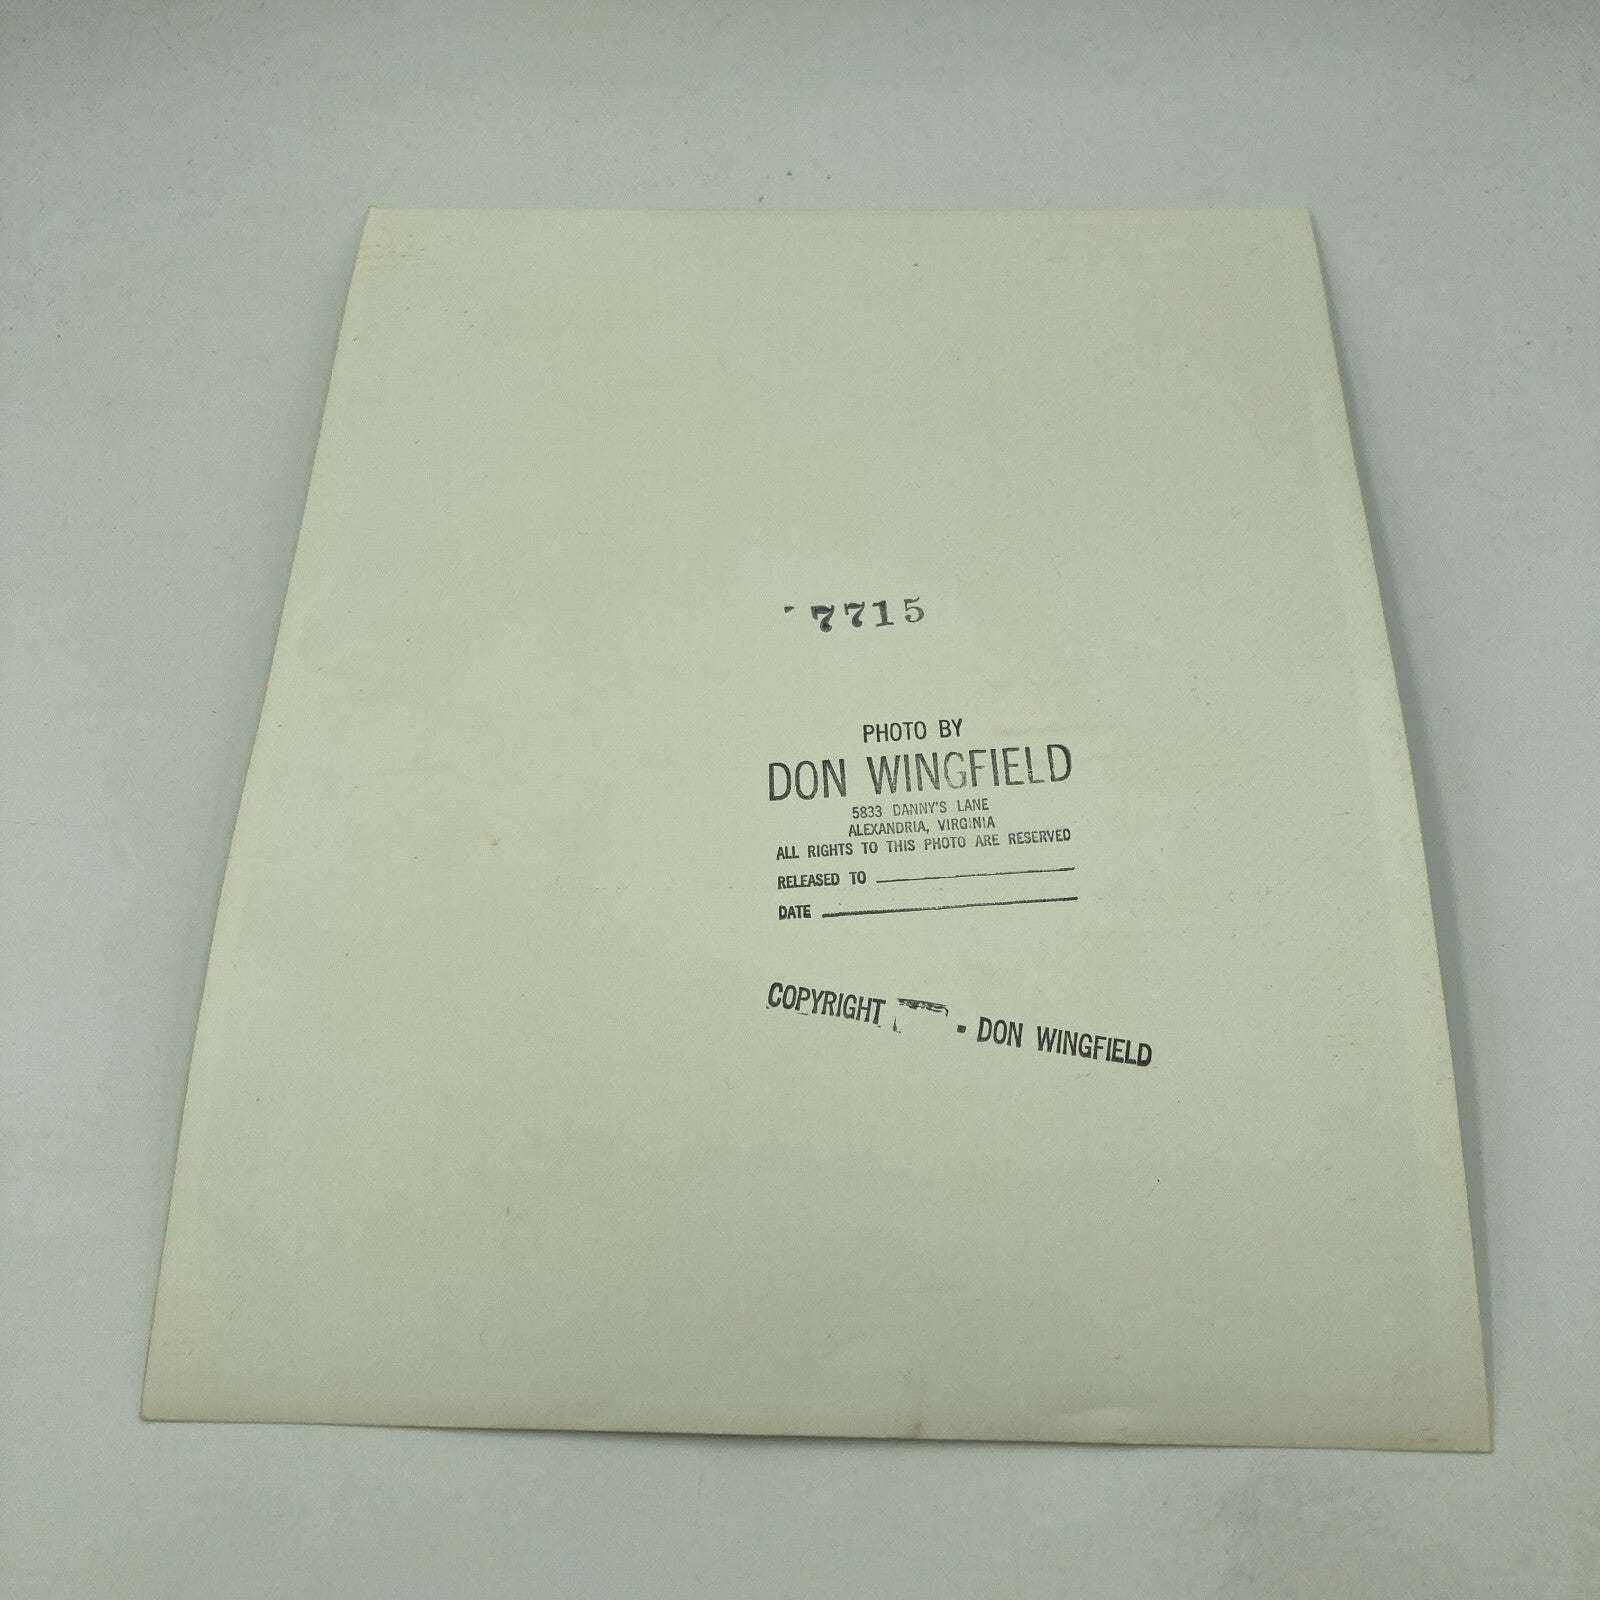 7715
PHOTO BY
DON WINGFIELD
5833 DANNY'S LANE
ALEXANDRIA, VIRGINIA
ALL RIGHTS TO THIS PHOTO ARE RESERVED
RELEASED TO
DATE
COPYRIGHT - DON WINGFIELD